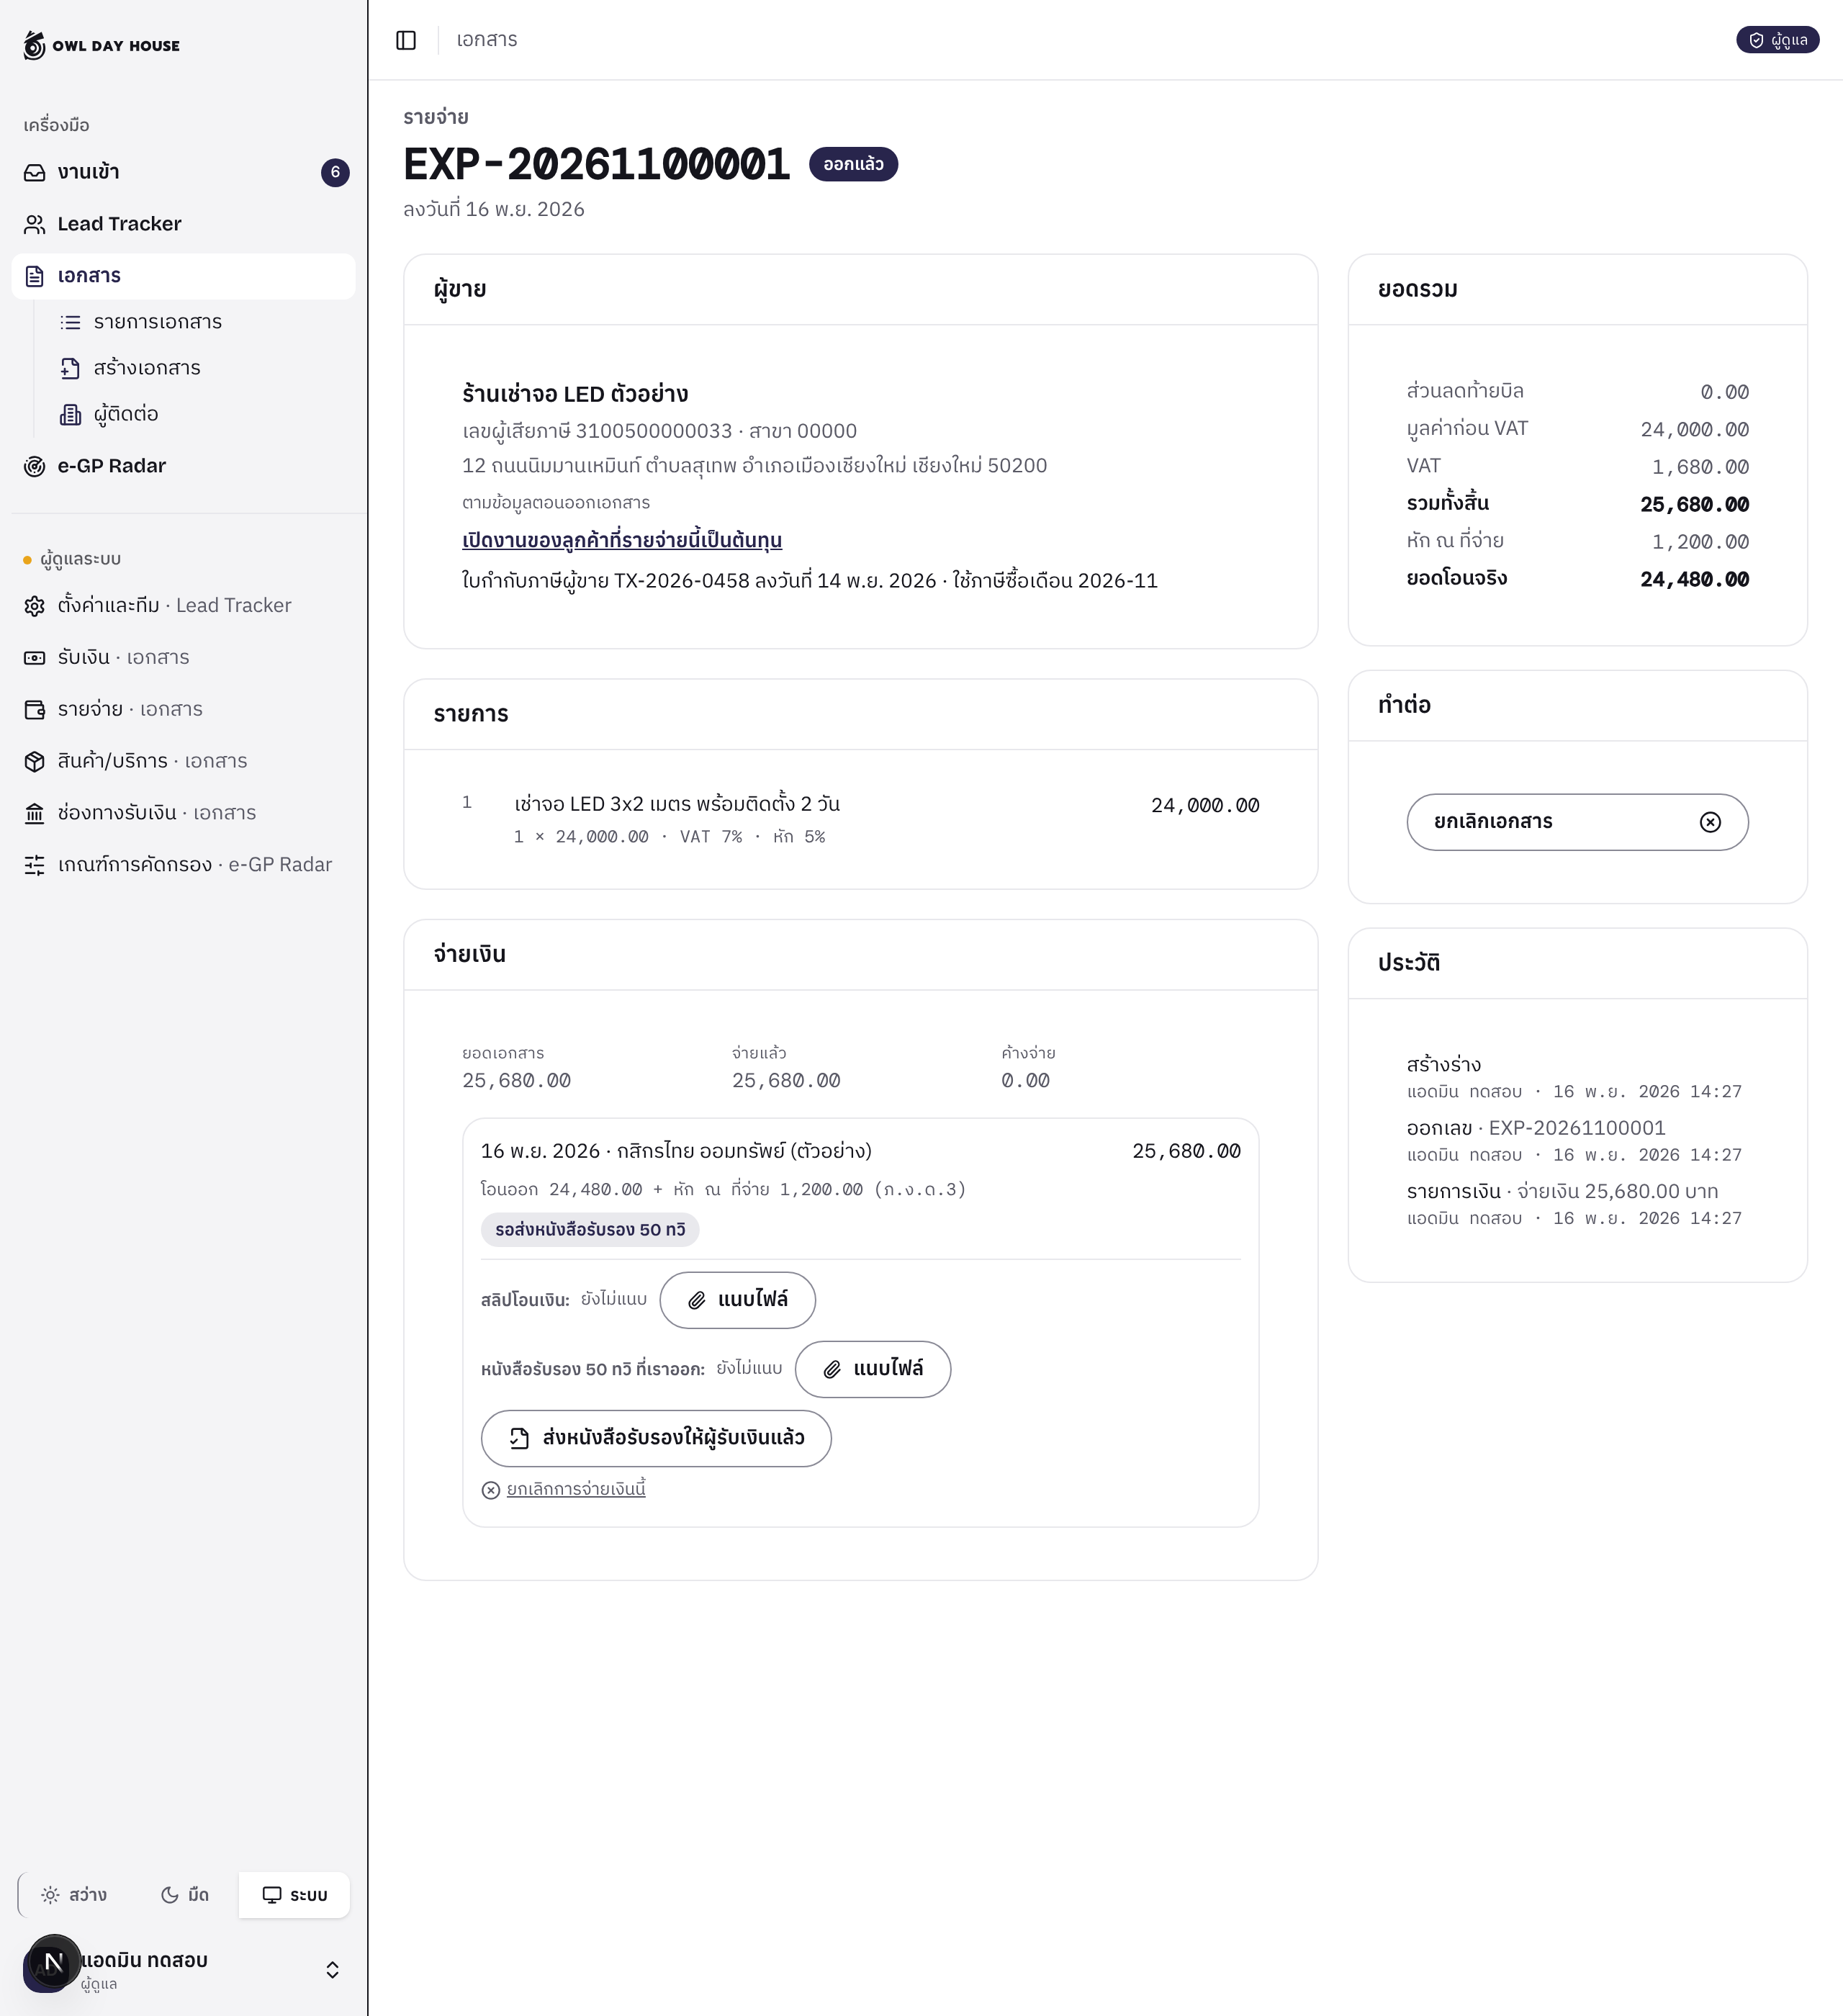 OWL DAY HOUSE
เครื่องมือ
งานเข้า
6
Lead Tracker
เอกสาร
รายการเอกสาร
สร้างเอกสาร
ผู้ติดต่อ
e-GP Radar
ผู้ดูแลระบบ
ตั้งค่าและทีม · Lead Tracker
รับเงิน · เอกสาร
รายจ่าย · เอกสาร
สินค้า/บริการ · เอกสาร
ช่องทางรับเงิน · เอกสาร
เกณฑ์การคัดกรอง · e-GP Radar
สว่าง
มืด
ระบบ
N
แอดมิน ทดสอบ
ผู้ดูแล
เอกสาร
ผู้ดูแล
รายจ่าย
EXP-20261100001
ออกแล้ว
ลงวันที่ 16 พ.ย. 2026
ผู้ขาย
ร้านเช่าจอ LED ตัวอย่าง
เลขผู้เสียภาษี 3100500000033 · สาขา 00000
12 ถนนนิมมานเหมินท์ ตำบลสุเทพ อำเภอเมืองเชียงใหม่ เชียงใหม่ 50200
ตามข้อมูลตอนออกเอกสาร
เปิดงานของลูกค้าที่รายจ่ายนี้เป็นต้นทุน
ใบกำกับภาษีผู้ขาย TX-2026-0458 ลงวันที่ 14 พ.ย. 2026 · ใช้ภาษีซื้อเดือน 2026-11
รายการ
1
เช่าจอ LED 3x2 เมตร พร้อมติดตั้ง 2 วัน
24,000.00
1 × 24,000.00 · VAT 7% · หัก 5%
จ่ายเงิน
ยอดเอกสาร
25,680.00
จ่ายแล้ว
25,680.00
ค้างจ่าย
0.00
16 พ.ย. 2026 · กสิกรไทย ออมทรัพย์ (ตัวอย่าง)
25,680.00
โอนออก 24,480.00 + หัก ณ ที่จ่าย 1,200.00 (ภ.ง.ด.3)
รอส่งหนังสือรับรอง 50 ทวิ
สลิปโอนเงิน: ยังไม่แนบ
แนบไฟล์
หนังสือรับรอง 50 ทวิ ที่เราออก: ยังไม่แนบ
แนบไฟล์
ส่งหนังสือรับรองให้ผู้รับเงินแล้ว
ยกเลิกการจ่ายเงินนี้
ยอดรวม
ส่วนลดท้ายบิล 0.00
มูลค่าก่อน VAT 24,000.00
VAT 1,680.00
รวมทั้งสิ้น 25,680.00
หัก ณ ที่จ่าย 1,200.00
ยอดโอนจริง 24,480.00
ทำต่อ
ยกเลิกเอกสาร
ประวัติ
สร้างร่าง
แอดมิน ทดสอบ · 16 พ.ย. 2026 14:27
ออกเลข · EXP-20261100001
แอดมิน ทดสอบ · 16 พ.ย. 2026 14:27
รายการเงิน · จ่ายเงิน 25,680.00 บาท
แอดมิน ทดสอบ · 16 พ.ย. 2026 14:27